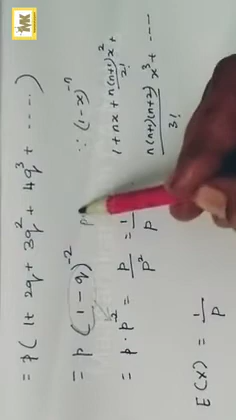 MK
= p(1+2q+3q²+4q³+ -----)
= p(1-q)⁻² p
= p·p⁻² = p/p² = 1/p
E(x) = 1/p
∴ (1-x)⁻ⁿ
1+nx+n(n+1)x²/2!
n(n+1)(n+2)/3! x³+ ----